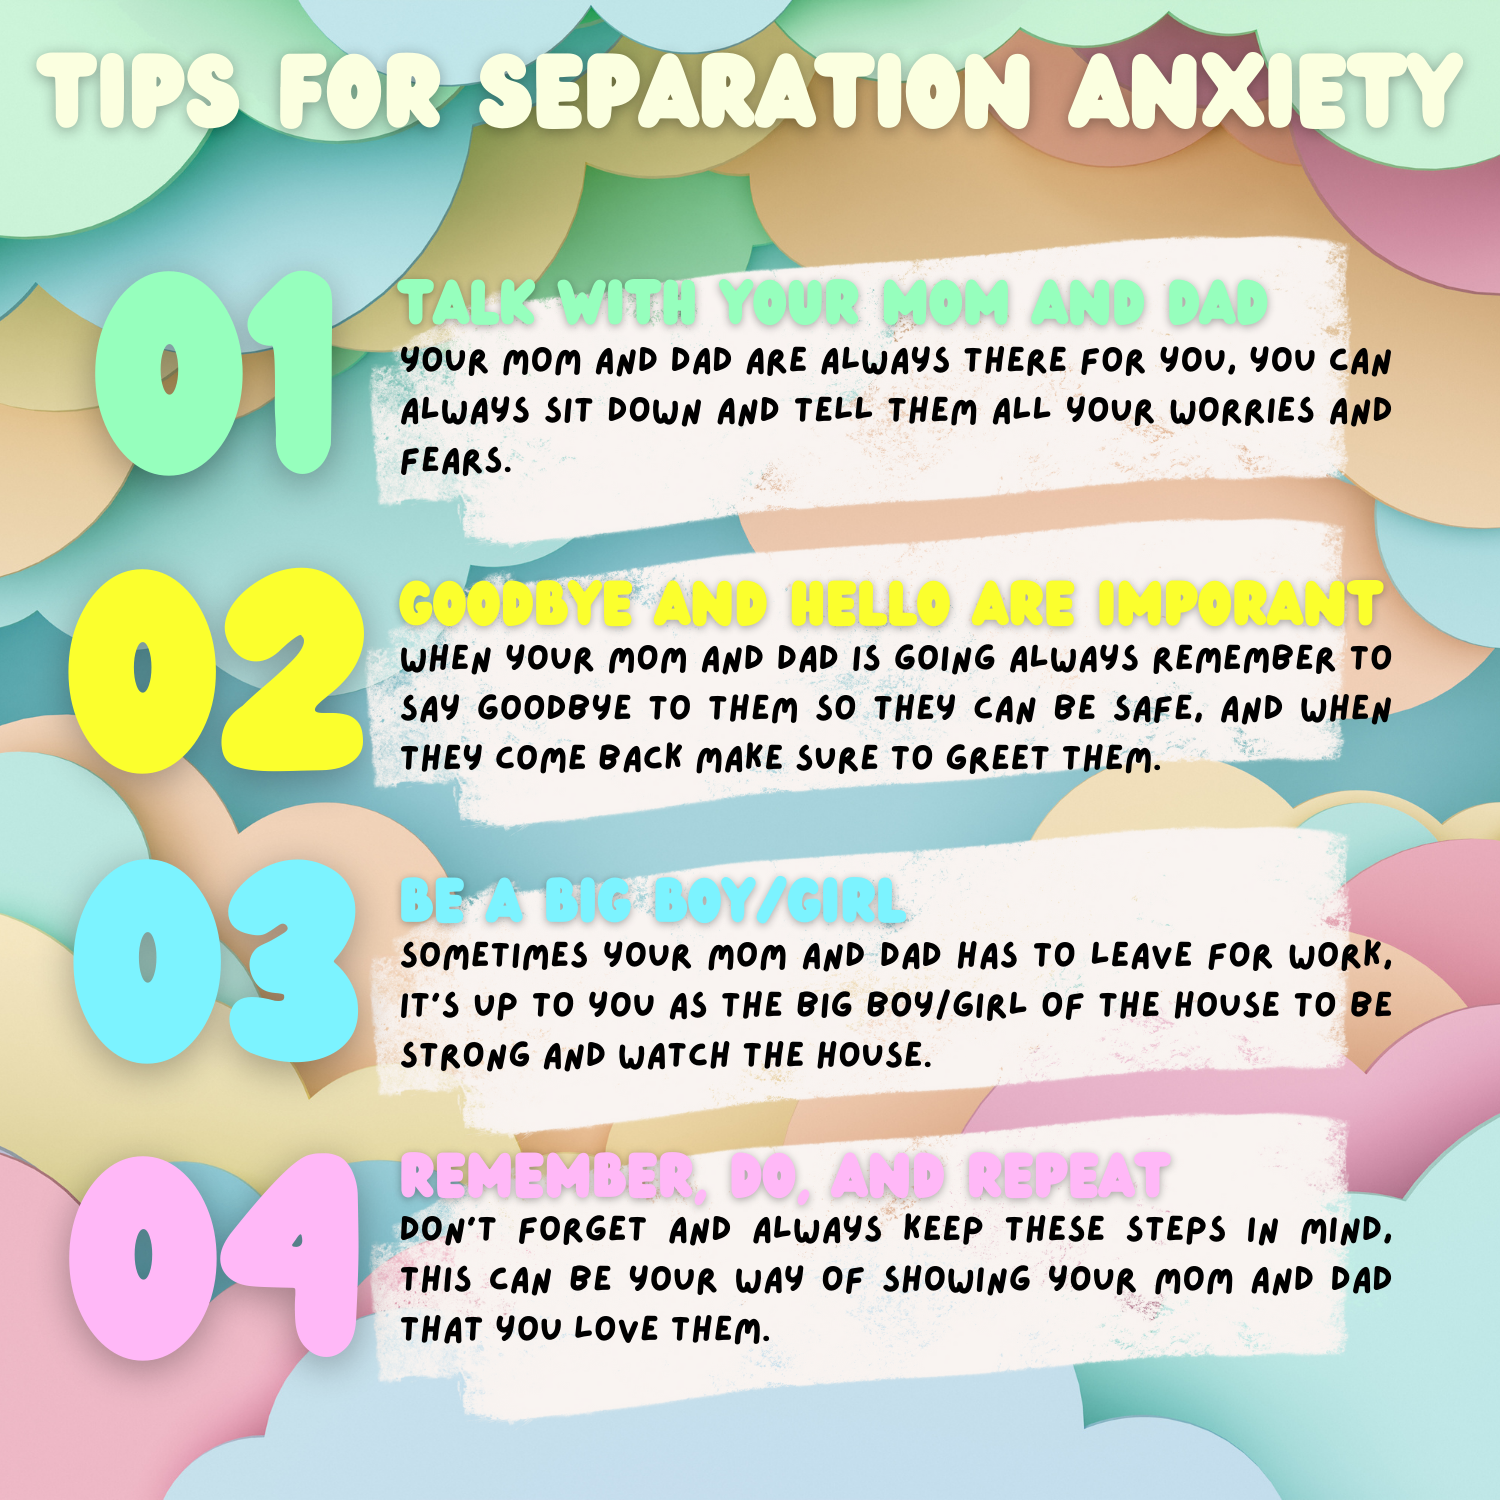 TIPS FOR SEPARATION ANXIETY
01
TALK WITH YOUR MOM AND DAD
YOUR MOM AND DAD ARE ALWAYS THERE FOR YOU, YOU CAN
ALWAYS SIT DOWN AND TELL THEM ALL YOUR WORRIES AND
FEARS.
02
GOODBYE AND HELLO ARE IMPORANT
WHEN YOUR MOM AND DAD IS GOING ALWAYS REMEMBER TO
SAY GOODBYE TO THEM SO THEY CAN BE SAFE, AND WHEN
THEY COME BACK MAKE SURE TO GREET THEM.
03
BE A BIG BOY/GIRL
SOMETIMES YOUR MOM AND DAD HAS TO LEAVE FOR WORK,
IT'S UP TO YOU AS THE BIG BOY/GIRL OF THE HOUSE TO BE
STRONG AND WATCH THE HOUSE.
04
REMEMBER, DO, AND REPEAT
DON'T FORGET AND ALWAYS KEEP THESE STEPS IN MIND,
THIS CAN BE YOUR WAY OF SHOWING YOUR MOM AND DAD
THAT YOU LOVE THEM.